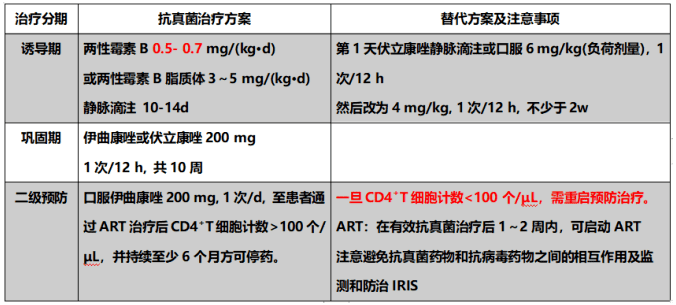 治疗分期
抗真菌治疗方案
替代方案及注意事项
诱导期
两性霉素 B 0.5- 0.7 mg/(kg•d)
或两性霉素 B 脂质体 3～5 mg/(kg•d)
静脉滴注 10-14d
第 1 天伏立康唑静脉滴注或口服 6 mg/kg(负荷剂量)，1
次/12 h
然后改为 4 mg/kg, 1 次/12 h, 不少于 2w
巩固期
伊曲康唑或伏立康唑 200 mg
1 次/12 h, 共 10 周
二级预防
口服伊曲康唑 200 mg, 1 次/d, 至患者通
过 ART 治疗后 CD4⁺T 细胞计数>100 个/
μL，并持续至少 6 个月方可停药。
一旦 CD4⁺T 细胞计数<100 个/μL，需重启预防治疗。
ART：在有效抗真菌治疗后 1～2 周内，可启动 ART
注意避免抗真菌药物和抗病毒药物之间的相互作用及监
测和防治 IRIS